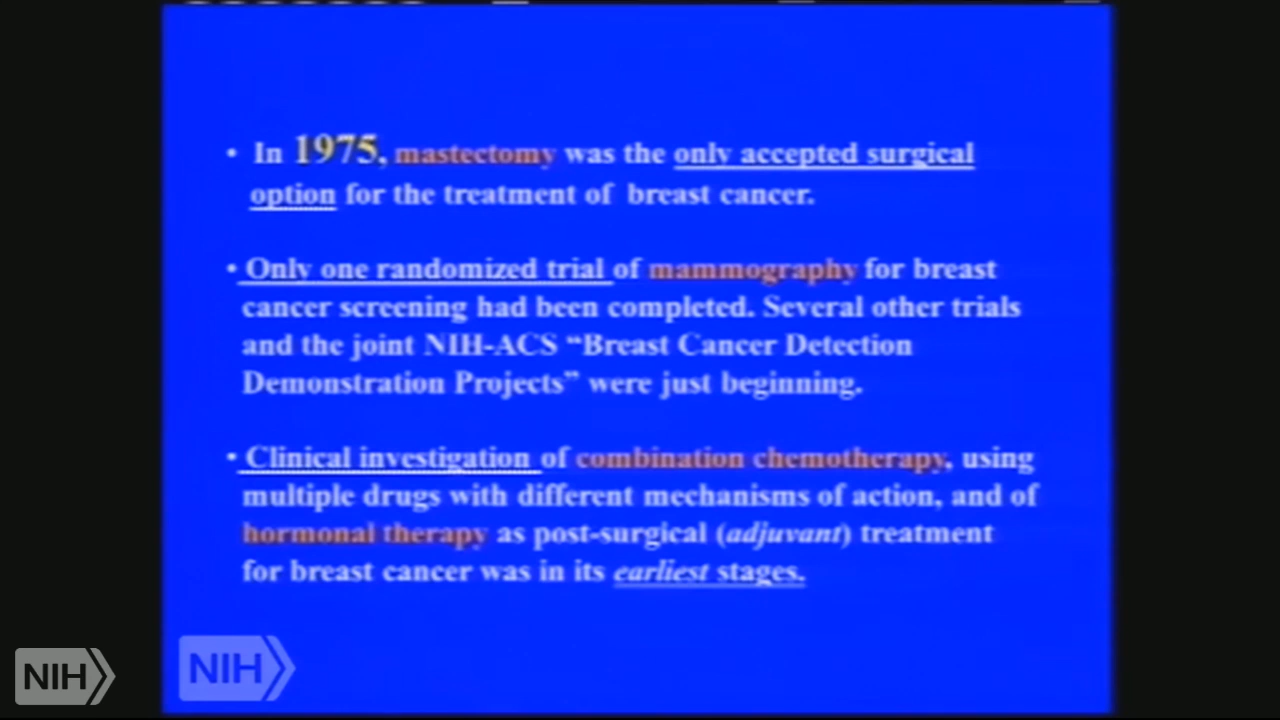 • In 1975, mastectomy was the only accepted surgical
option for the treatment of breast cancer.
• Only one randomized trial of mammography for breast
cancer screening had been completed. Several other trials
and the joint NIH-ACS “Breast Cancer Detection
Demonstration Projects” were just beginning.
• Clinical investigation of combination chemotherapy, using
multiple drugs with different mechanisms of action, and of
hormonal therapy as post-surgical (adjuvant) treatment
for breast cancer was in its earliest stages.
NIH
NIH